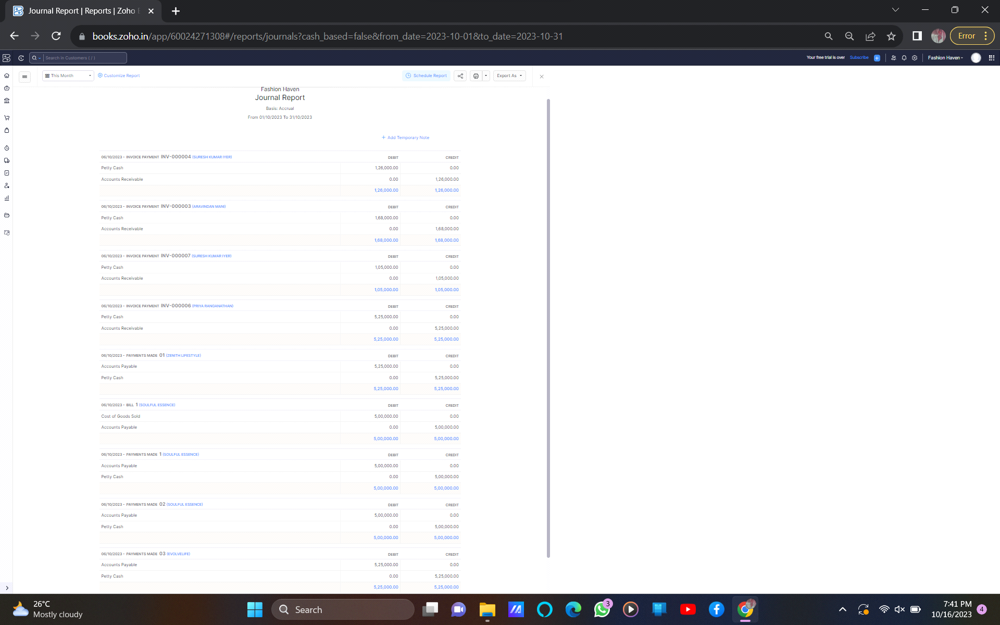 Journal Report | Reports | Zoho
books.zoho.in/app/60024271308#/reports/journals?cash_based=false&from_date=2023-10-01&to_date=2023-10-31
Error
Search in Customers ( / )
Your free trial is over Subscribe
Fashion Haven
This Month
Customize Report
Schedule Report
Export As
Fashion Haven
Journal Report
Basis: Accrual
From 01/10/2023 To 31/10/2023
+ Add Temporary Note
06/10/2023 - INVOICE PAYMENT INV-000004 (SURESH KUMAR IYER) DEBIT CREDIT
Petty Cash 1,26,000.00 0.00
Accounts Receivable 0.00 1,26,000.00
1,26,000.00 1,26,000.00
06/10/2023 - INVOICE PAYMENT INV-000003 (ARAVINDAN MANI) DEBIT CREDIT
Petty Cash 1,68,000.00 0.00
Accounts Receivable 0.00 1,68,000.00
1,68,000.00 1,68,000.00
06/10/2023 - INVOICE PAYMENT INV-000007 (SURESH KUMAR IYER) DEBIT CREDIT
Petty Cash 1,05,000.00 0.00
Accounts Receivable 0.00 1,05,000.00
1,05,000.00 1,05,000.00
06/10/2023 - INVOICE PAYMENT INV-000006 (PRIYA RANGANATHAN) DEBIT CREDIT
Petty Cash 5,25,000.00 0.00
Accounts Receivable 0.00 5,25,000.00
5,25,000.00 5,25,000.00
06/10/2023 - PAYMENTS MADE 01 (ZENITH LIFESTYLE) DEBIT CREDIT
Accounts Payable 5,25,000.00 0.00
Petty Cash 0.00 5,25,000.00
5,25,000.00 5,25,000.00
06/10/2023 - BILL 1 (SOULFUL ESSENCE) DEBIT CREDIT
Cost of Goods Sold 5,00,000.00 0.00
Accounts Payable 0.00 5,00,000.00
5,00,000.00 5,00,000.00
06/10/2023 - PAYMENTS MADE 1 (SOULFUL ESSENCE) DEBIT CREDIT
Accounts Payable 5,00,000.00 0.00
Petty Cash 0.00 5,00,000.00
5,00,000.00 5,00,000.00
06/10/2023 - PAYMENTS MADE 02 (SOULFUL ESSENCE) DEBIT CREDIT
Accounts Payable 5,00,000.00 0.00
Petty Cash 0.00 5,00,000.00
5,00,000.00 5,00,000.00
06/10/2023 - PAYMENTS MADE 03 (EVOLVELIFE) DEBIT CREDIT
Accounts Payable 5,25,000.00 0.00
Petty Cash 0.00 5,25,000.00
5,25,000.00 5,25,000.00
26°C
Mostly cloudy
Search
3
7:41 PM
10/16/2023
4